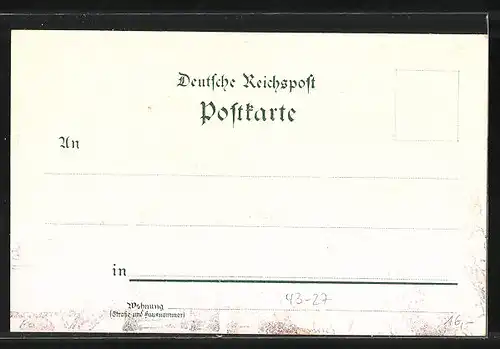 Deutsche Reichspost
Postkarte
An
in
Wohnung
(Straße und Hausnummer)
43-27
16,-